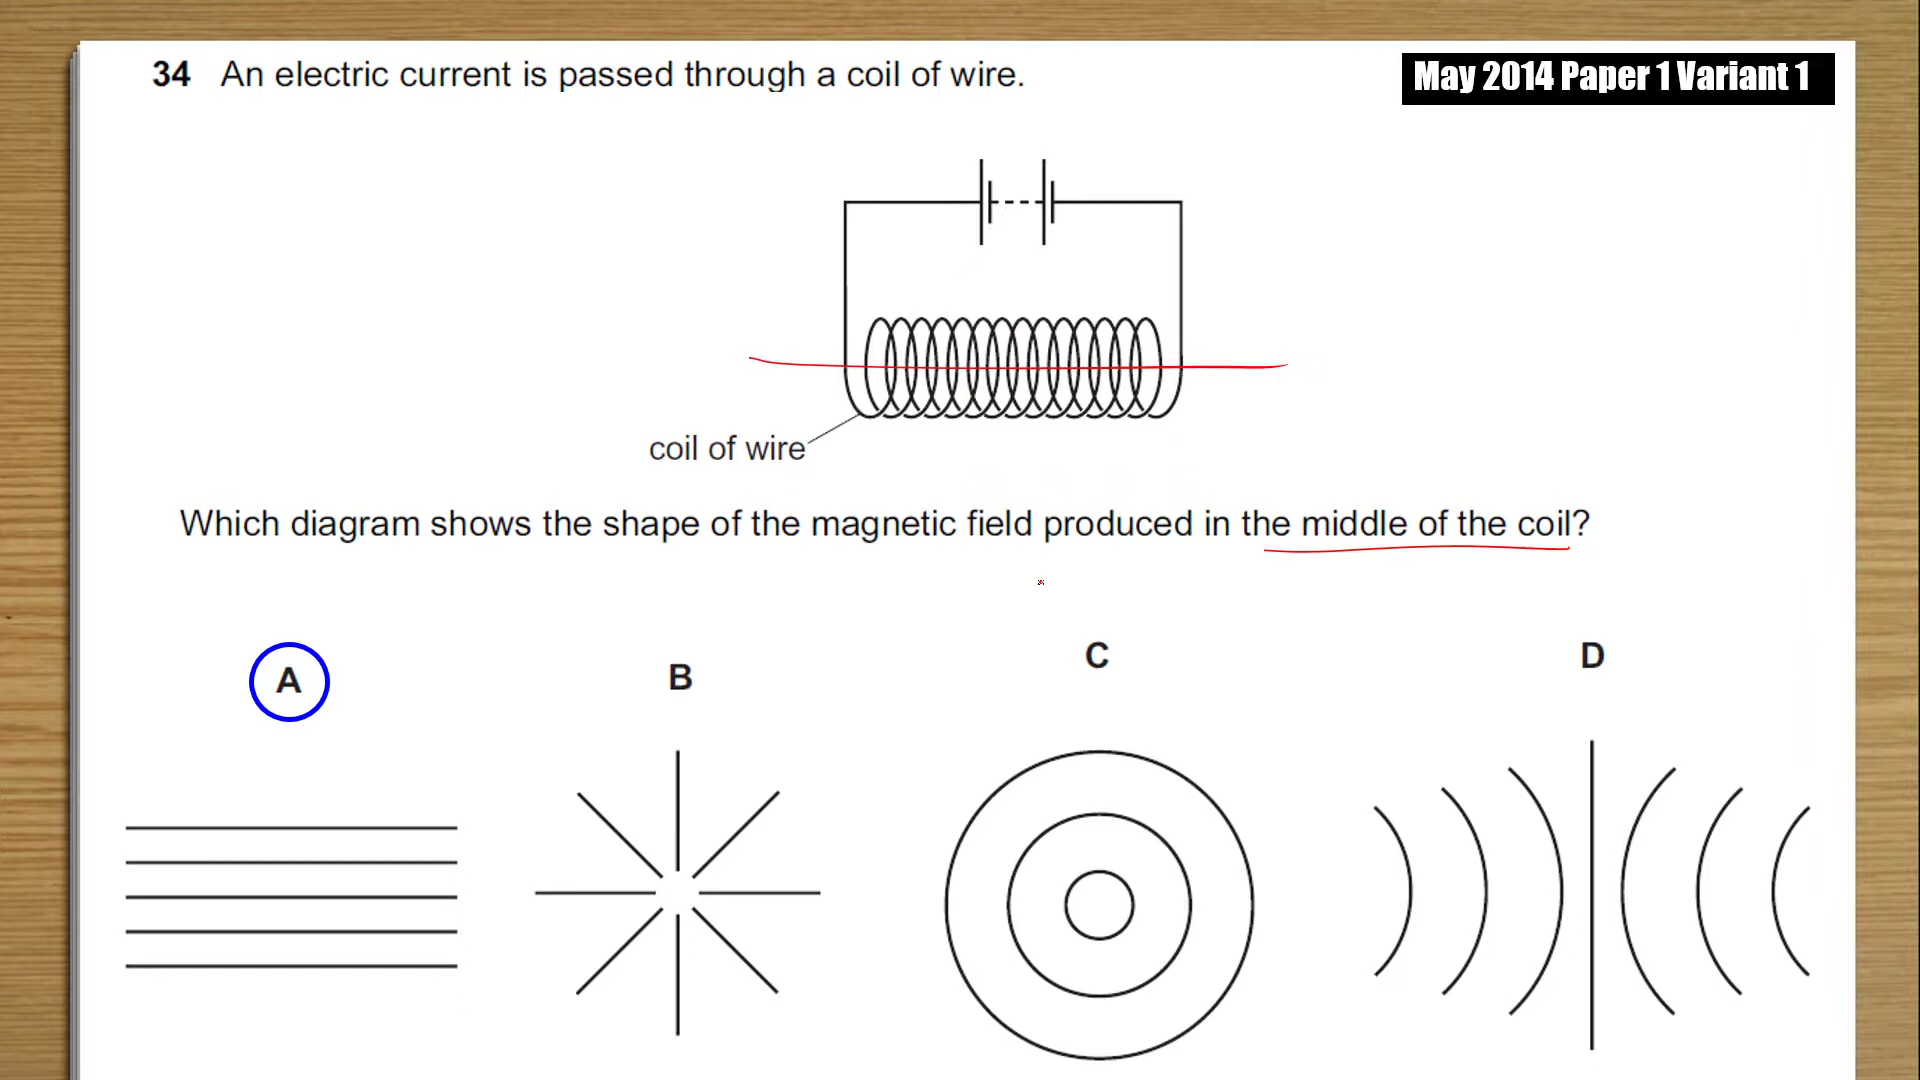 34 An electric current is passed through a coil of wire.
May 2014 Paper 1 Variant 1
coil of wire
Which diagram shows the shape of the magnetic field produced in the middle of the coil?
A
B
C
D